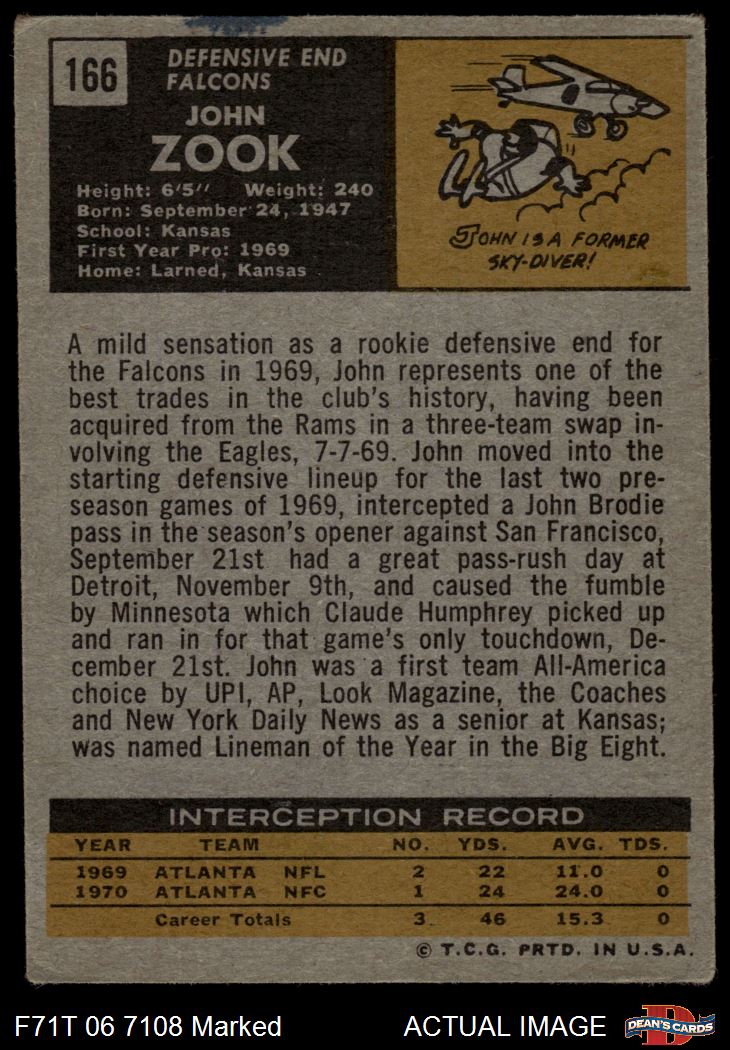 166
DEFENSIVE END
FALCONS
JOHN
ZOOK
Height: 6'5'' Weight: 240
Born: September 24, 1947
School: Kansas
First Year Pro: 1969
Home: Larned, Kansas
JOHN IS A FORMER
SKY-DIVER!
A mild sensation as a rookie defensive end for
the Falcons in 1969, John represents one of the
best trades in the club's history, having been
acquired from the Rams in a three-team swap in-
volving the Eagles, 7-7-69. John moved into the
starting defensive lineup for the last two pre-
season games of 1969, intercepted a John Brodie
pass in the season's opener against San Francisco,
September 21st had a great pass-rush day at
Detroit, November 9th, and caused the fumble
by Minnesota which Claude Humphrey picked up
and ran in for that game's only touchdown, De-
cember 21st. John was a first team All-America
choice by UPI, AP, Look Magazine, the Coaches
and New York Daily News as a senior at Kansas;
was named Lineman of the Year in the Big Eight.
INTERCEPTION RECORD
YEAR TEAM NO. YDS. AVG. TDS.
1969 ATLANTA NFL 2 22 11.0 0
1970 ATLANTA NFC 1 24 24.0 0
Career Totals 3 46 15.3 0
© T.C.G. PRTD. IN U.S.A.
F71T 06 7108 Marked ACTUAL IMAGE
DEAN'S CARDS